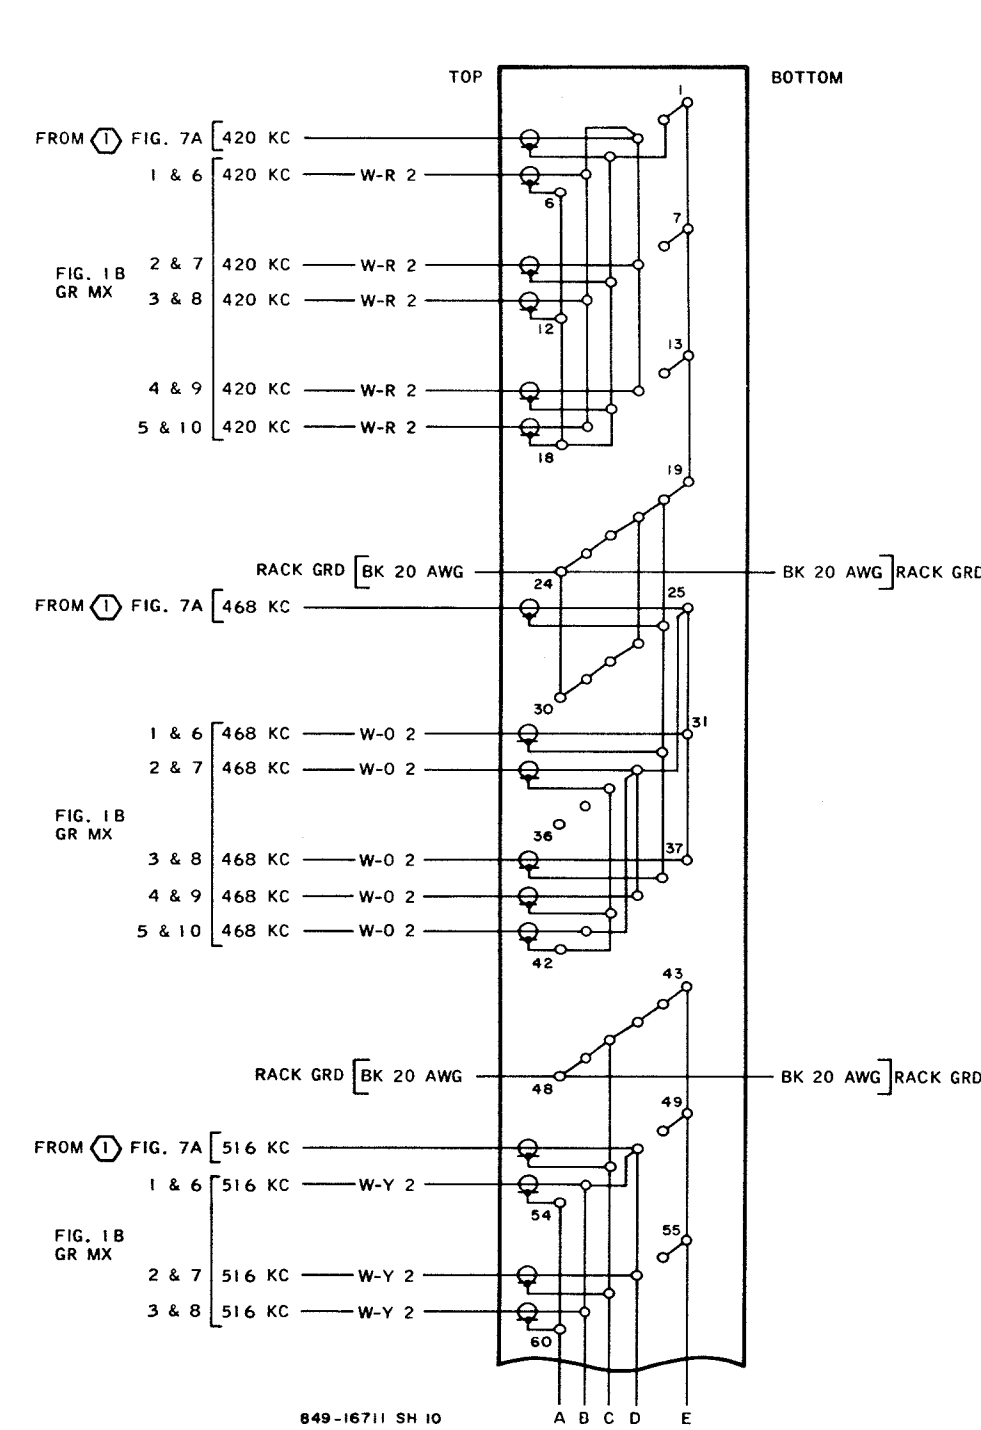 TOP BOTTOM
1
FROM 1 FIG. 7A 420 KC
1 & 6 420 KC W-R 2
6
7
2 & 7 420 KC W-R 2
FIG. 1B
GR MX
3 & 8 420 KC W-R 2
12
13
4 & 9 420 KC W-R 2
5 & 10 420 KC W-R 2
18
19
RACK GRD BK 20 AWG BK 20 AWG RACK GRD
24
25
FROM 1 FIG. 7A 468 KC
30
31
1 & 6 468 KC W-O 2
2 & 7 468 KC W-O 2
FIG. 1B
GR MX
36
37
3 & 8 468 KC W-O 2
4 & 9 468 KC W-O 2
5 & 10 468 KC W-O 2
42
43
RACK GRD BK 20 AWG BK 20 AWG RACK GRD
48
49
FROM 1 FIG. 7A 516 KC
1 & 6 516 KC W-Y 2
54
55
FIG. 1B
GR MX
2 & 7 516 KC W-Y 2
3 & 8 516 KC W-Y 2
60
849-16711 SH 10 A B C D E